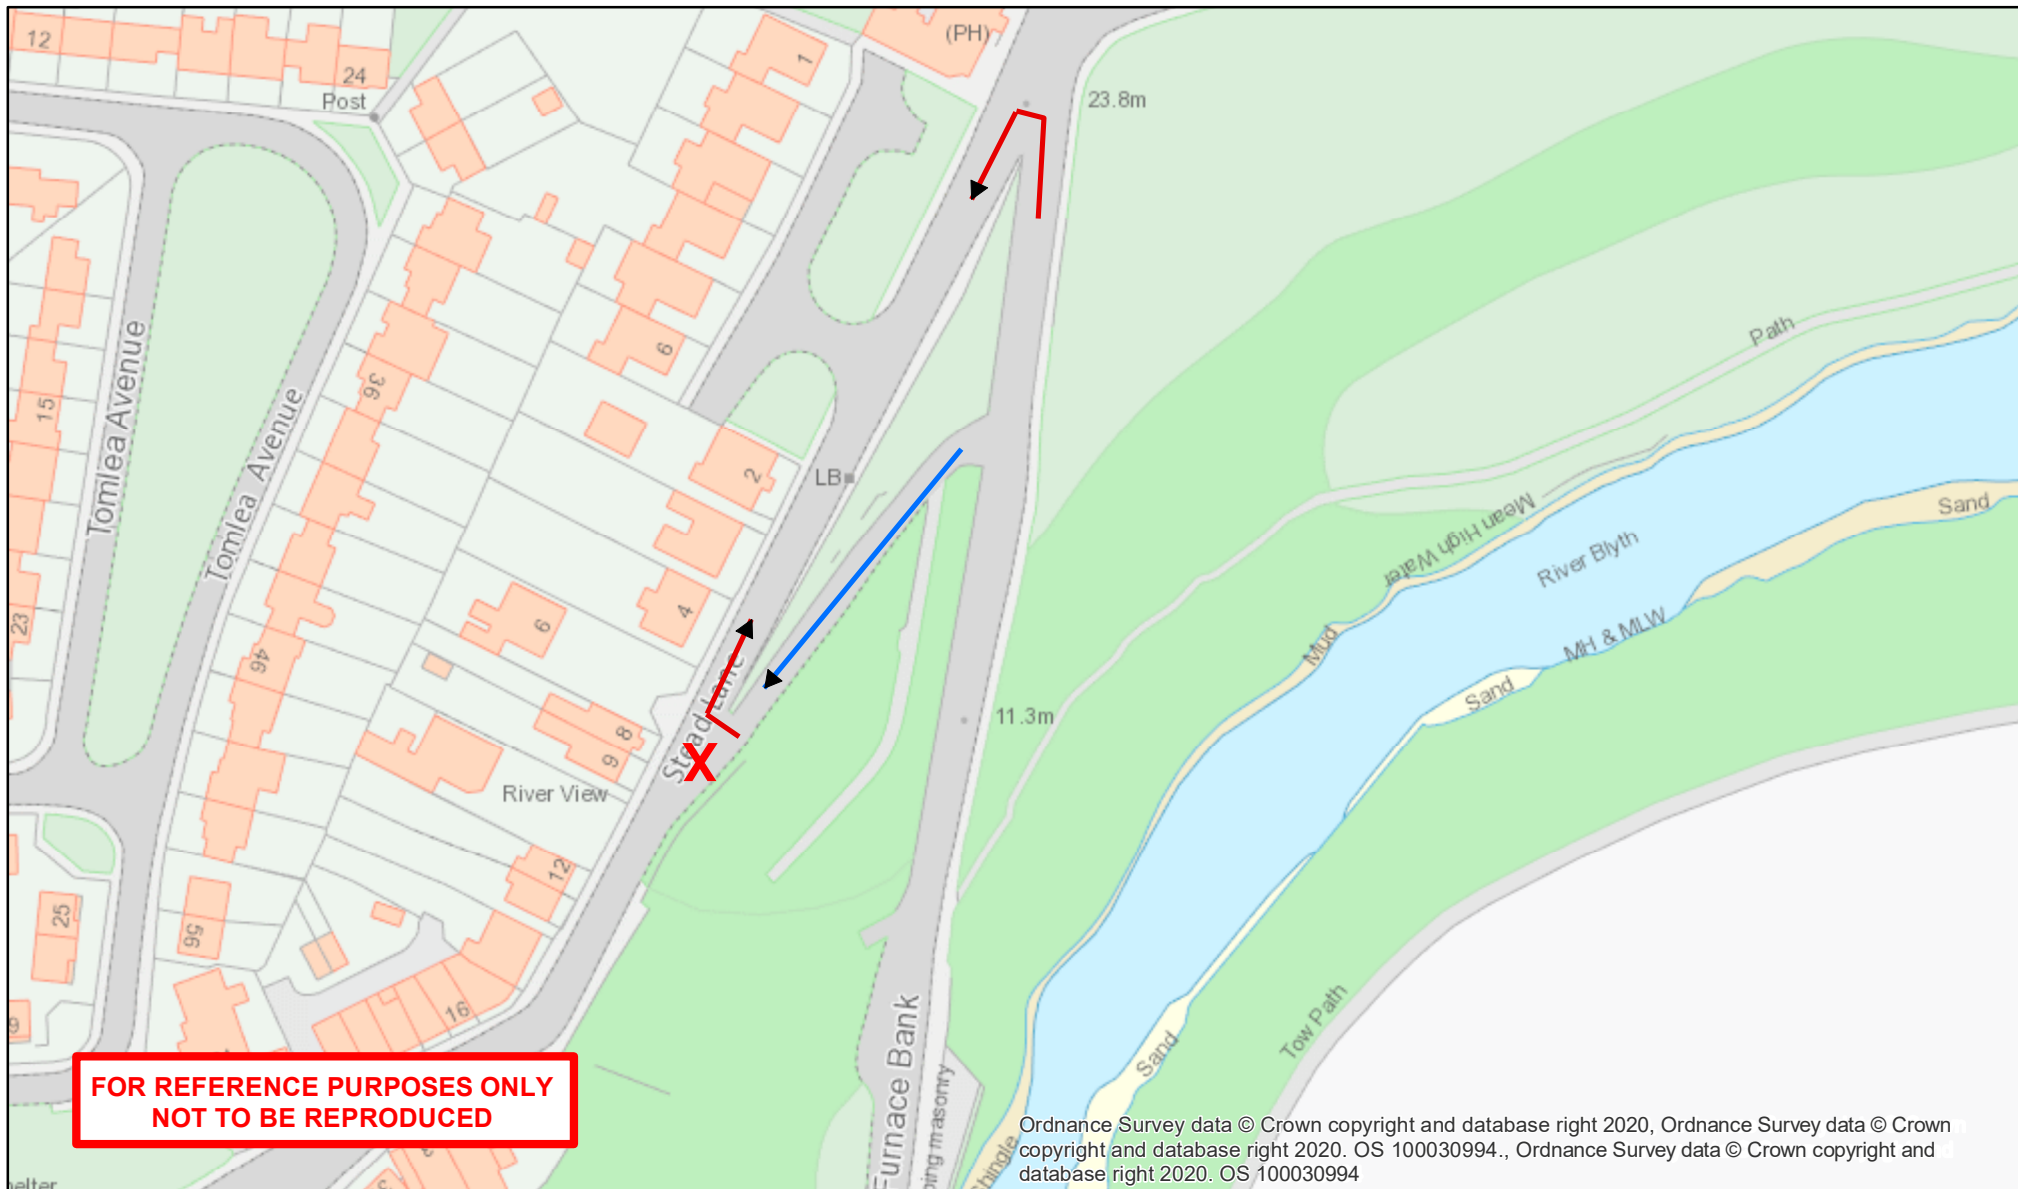 12
24
Post
1
(PH)
23.8m
Tomlea Avenue
Tomlea Avenue
15
36
6
2
LB
Path
Mean High Water
Sand
River Blyth
MH & MLW
Mud
Sand
23
46
6
4
Stead Lane
X
8
9
River View
11.3m
12
25
56
16
9
Furnace Bank
Sand
Tow Path
Shingle
FOR REFERENCE PURPOSES ONLY
NOT TO BE REPRODUCED
Ordnance Survey data © Crown copyright and database right 2020, Ordnance Survey data © Crown
copyright and database right 2020. OS 100030994., Ordnance Survey data © Crown copyright and
database right 2020. OS 100030994
masonry